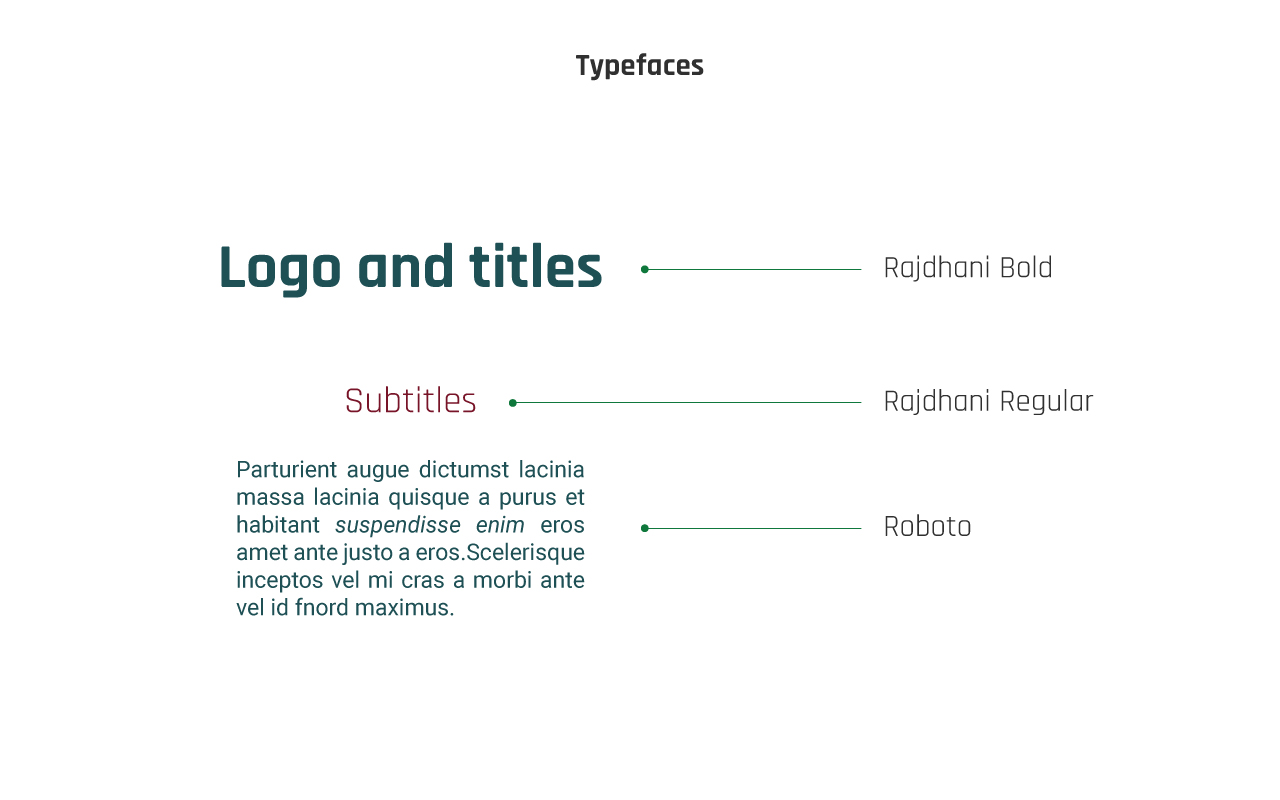 Typefaces
Logo and titles
Rajdhani Bold
Subtitles
Rajdhani Regular
Parturient augue dictumst lacinia
massa lacinia quisque a purus et
habitant suspendisse enim eros
amet ante justo a eros.Scelerisque
inceptos vel mi cras a morbi ante
vel id fnord maximus.
Roboto